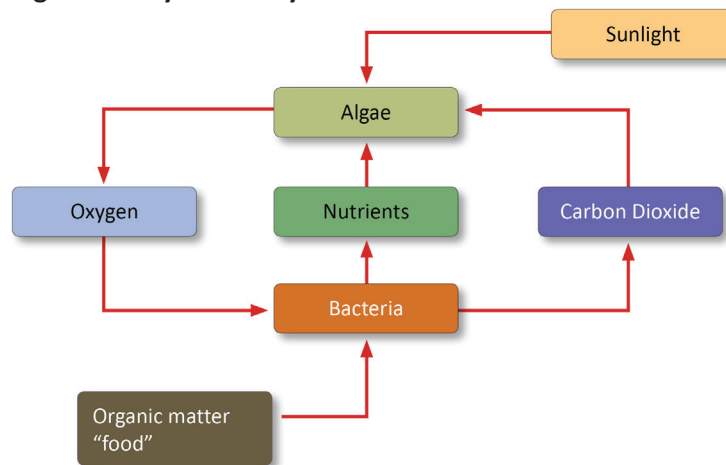 Sunlight
Algae
Oxygen
Nutrients
Carbon Dioxide
Bacteria
Organic matter
“food”